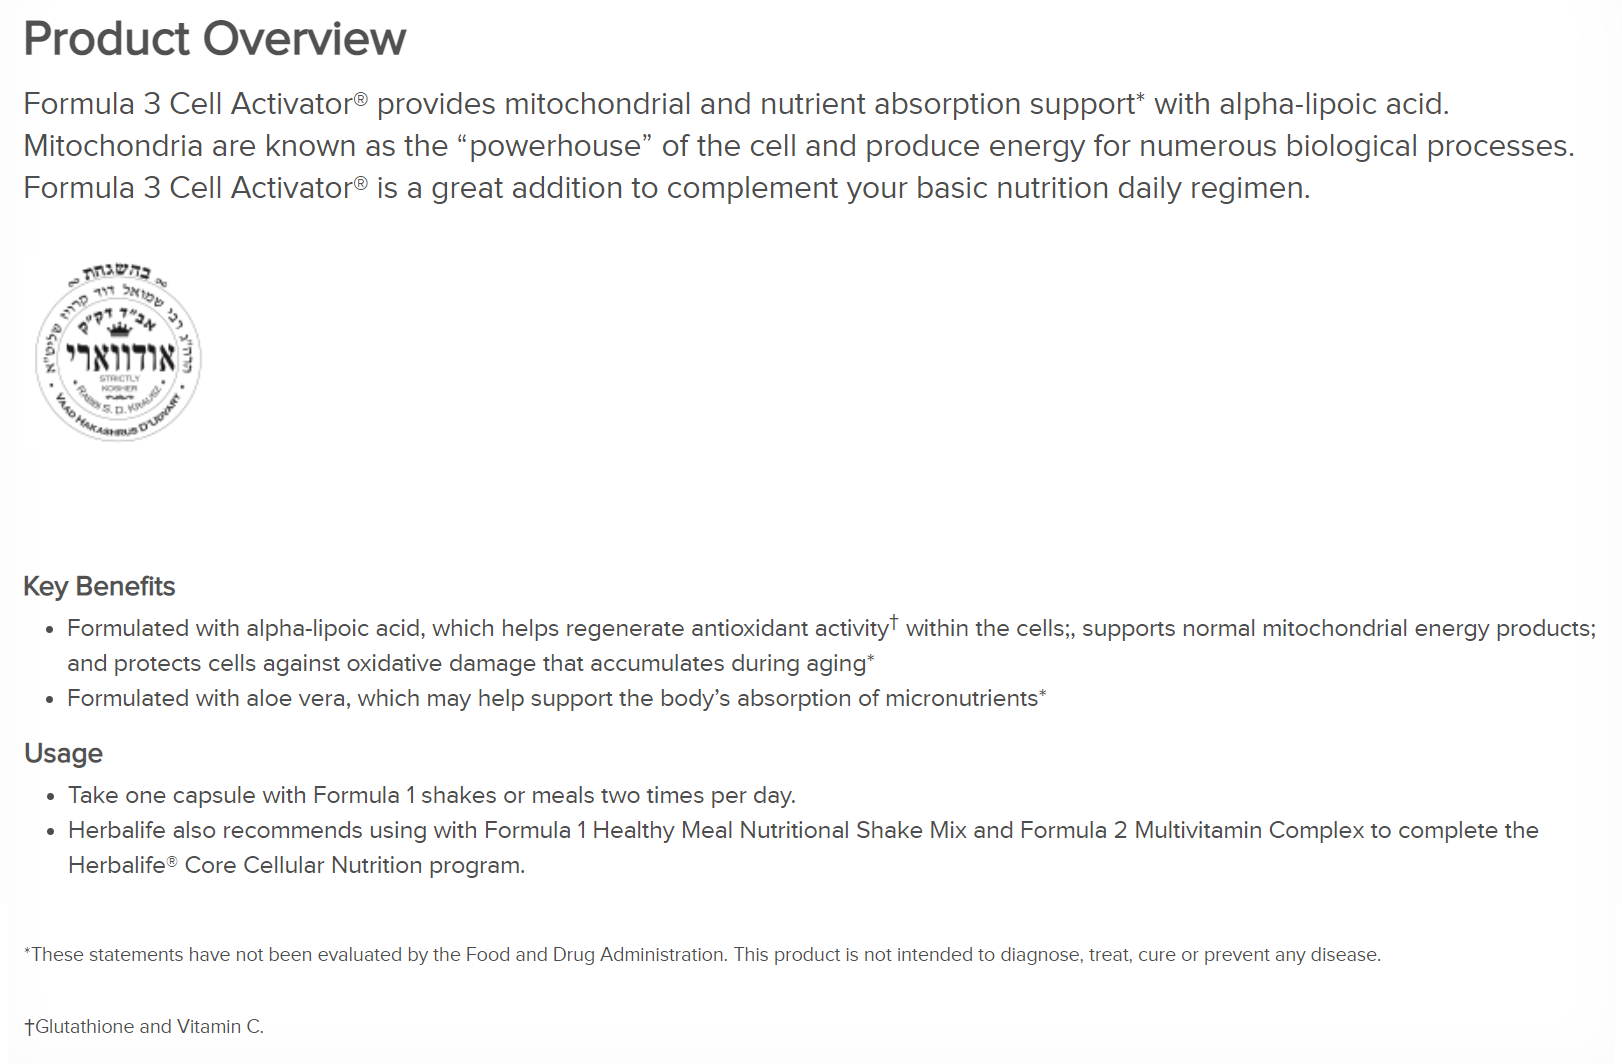 Product Overview
Formula 3 Cell Activator® provides mitochondrial and nutrient absorption support* with alpha-lipoic acid.
Mitochondria are known as the “powerhouse” of the cell and produce energy for numerous biological processes.
Formula 3 Cell Activator® is a great addition to complement your basic nutrition daily regimen.
בהשגחת
הרה"ג רבי שמואל דוד קרויז שליט"א
אב"ד דק"ק
אודווארי
STRICTLY
KOSHER
RABBI S. D. KRAUSZ
VAAD HAKASHRUS D'UDVARY
Key Benefits
• Formulated with alpha-lipoic acid, which helps regenerate antioxidant activity† within the cells;, supports normal mitochondrial energy products;
and protects cells against oxidative damage that accumulates during aging*
• Formulated with aloe vera, which may help support the body’s absorption of micronutrients*
Usage
• Take one capsule with Formula 1 shakes or meals two times per day.
• Herbalife also recommends using with Formula 1 Healthy Meal Nutritional Shake Mix and Formula 2 Multivitamin Complex to complete the
Herbalife® Core Cellular Nutrition program.
*These statements have not been evaluated by the Food and Drug Administration. This product is not intended to diagnose, treat, cure or prevent any disease.
†Glutathione and Vitamin C.